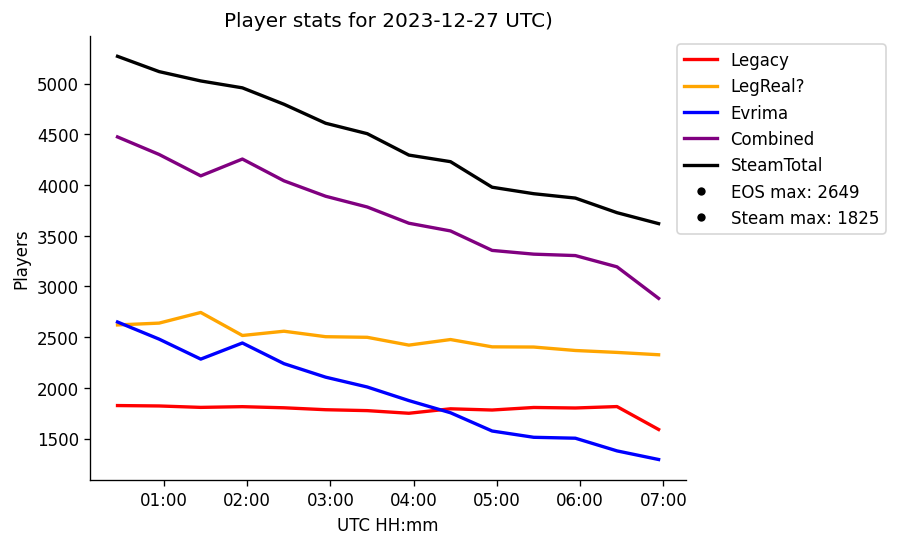 Player stats for 2023-12-27 UTC)
Players
5000
4500
4000
3500
3000
2500
2000
1500
01:00 02:00 03:00 04:00 05:00 06:00 07:00
UTC HH:mm
Legacy
LegReal?
Evrima
Combined
SteamTotal
EOS max: 2649
Steam max: 1825